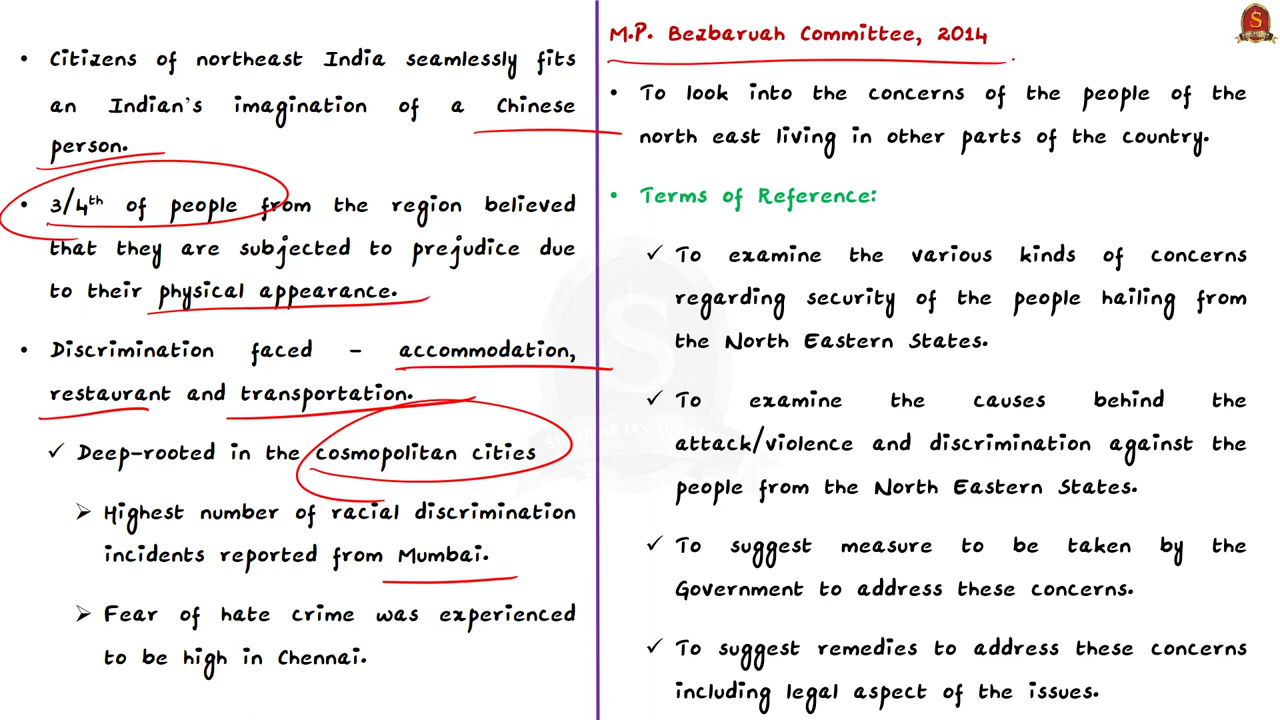 • Citizens of northeast India seamlessly fits
an Indian's imagination of a Chinese
person.
• 3/4th of people from the region believed
that they are subjected to prejudice due
to their physical appearance.
• Discrimination faced - accommodation,
restaurant and transportation.
✓ Deep-rooted in the cosmopolitan cities
➢ Highest number of racial discrimination
incidents reported from Mumbai.
➢ Fear of hate crime was experienced
to be high in Chennai.
M.P. Bezbaruah Committee, 2014
• To look into the concerns of the people of the
north east living in other parts of the country.
• Terms of Reference:
✓ To examine the various kinds of concerns
regarding security of the people hailing from
the North Eastern States.
✓ To examine the causes behind the
attack/violence and discrimination against the
people from the North Eastern States.
✓ To suggest measure to be taken by the
Government to address these concerns.
✓ To suggest remedies to address these concerns
including legal aspect of the issues.